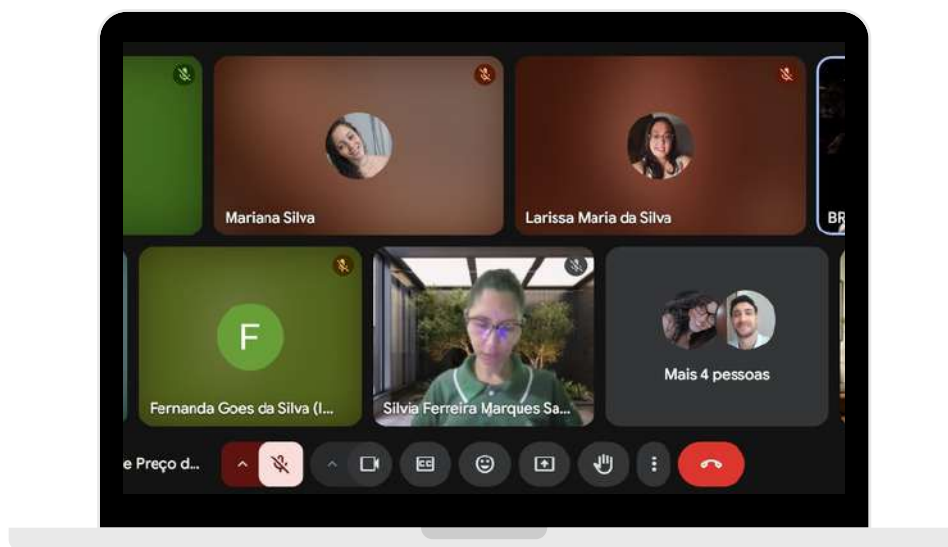 Mariana Silva
Larissa Maria da Silva
BR
F
Fernanda Goes da Silva (I...
Silvia Ferreira Marques Sa...
Mais 4 pessoas
e Preço d...
CC